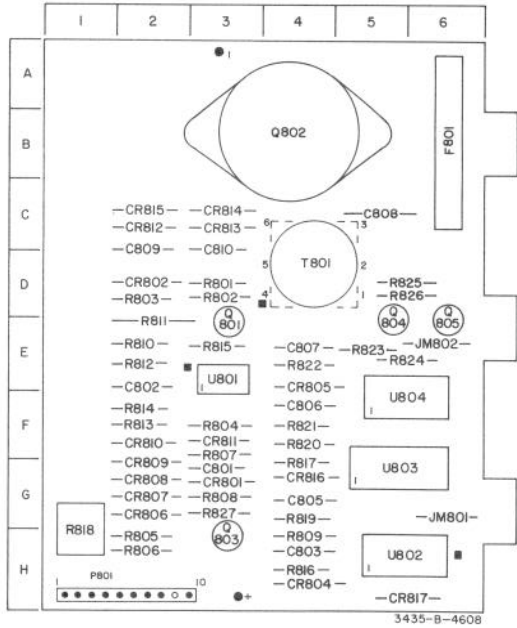 1 2 3 4 5 6
A
1
B Q802 F801
C CR815 CR814 6 3 C808
CR812 CR813
C809 C810
D 5 T801 2
CR802 R801 R825
R803 R802 4 1 R826
R811 Q 801 Q 804 Q 805
E R810 R815 C807 R823 JM802
R812 R822 R824
U801 1
C802 CR805 U804 1
F R814 C806
R813 R804 R821
CR810 CR811 R820
R807
CR809 C801 R817 U803 1
G CR808 CR801 CR816
CR807 R808 C805
CR806 R827 R819 JM801
R818
R805 Q 803 R809
H R806 C803 U802 1
R816
1 P801 10 + CR804
CR817
3435-B-4608